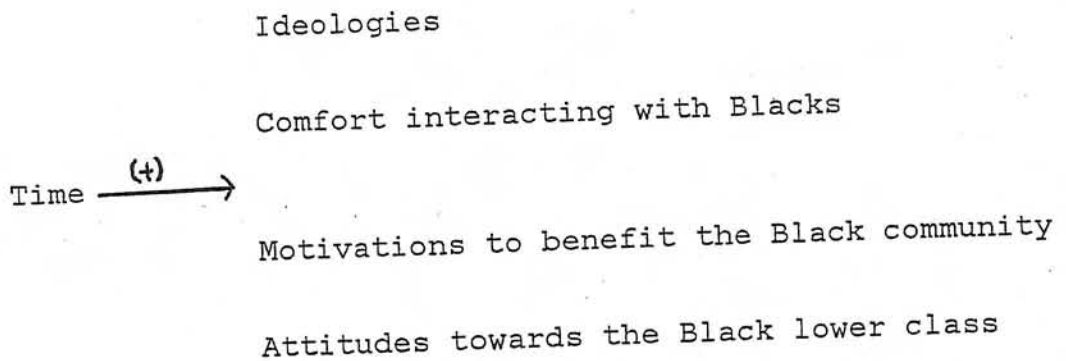 Ideologies
Comfort interacting with Blacks
(+)
Time
Motivations to benefit the Black community
Attitudes towards the Black lower class